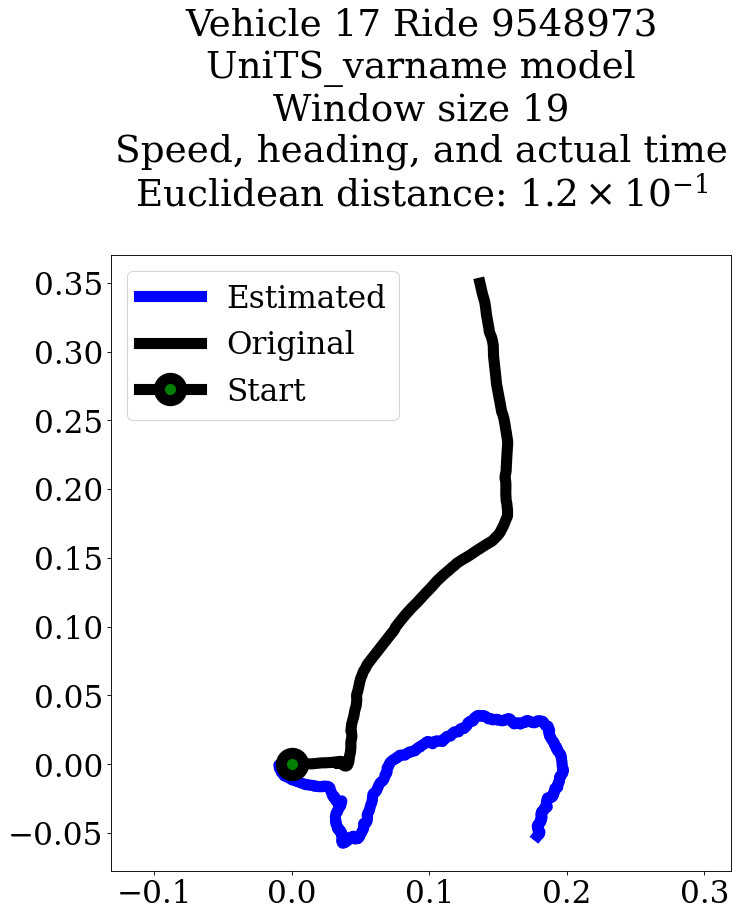 Vehicle 17 Ride 9548973
UniTS_varname model
Window size 19
Speed, heading, and actual time
Euclidean distance: 1.2 × 10⁻¹
Estimated
Original
Start
0.35
0.30
0.25
0.20
0.15
0.10
0.05
0.00
−0.05
−0.1 0.0 0.1 0.2 0.3